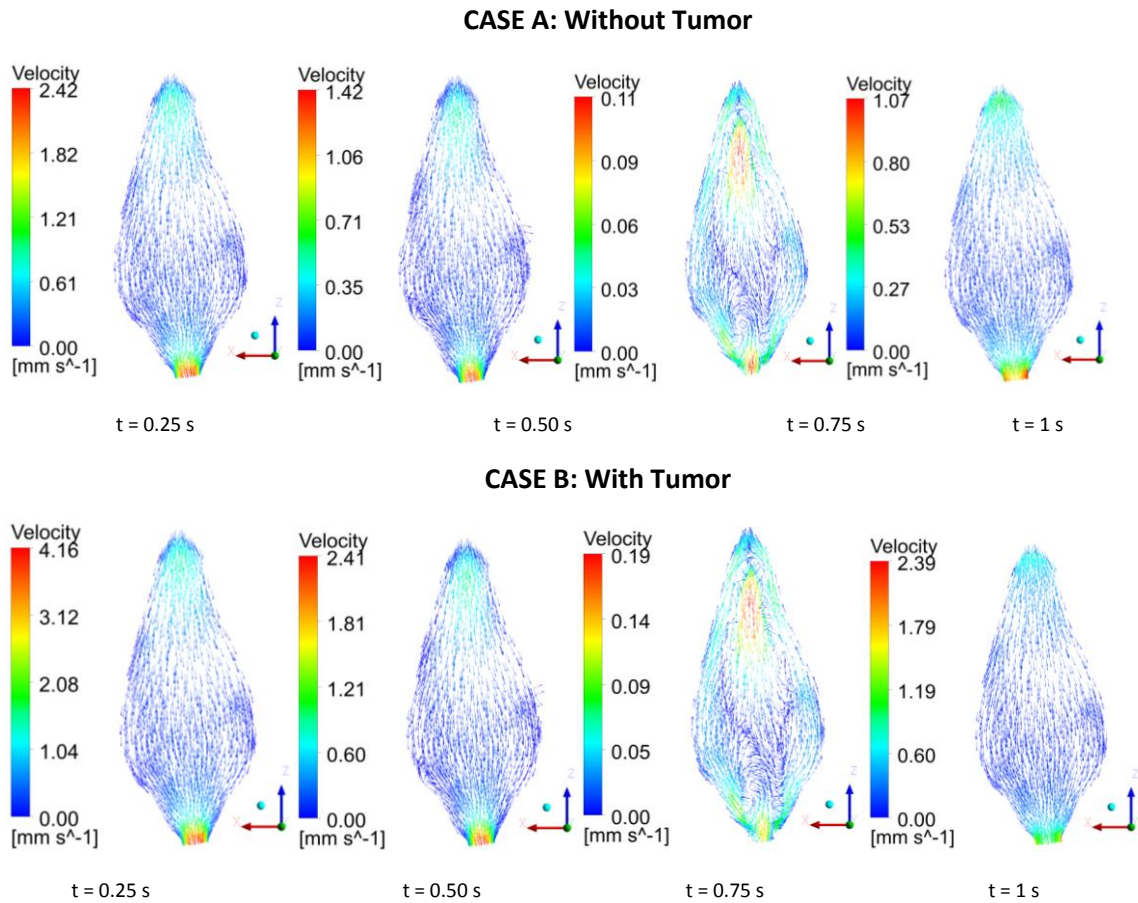 CASE A: Without Tumor
Velocity
2.42
1.82
1.21
0.61
0.00
[mm s^-1]
Velocity
1.42
1.06
0.71
0.35
0.00
[mm s^-1]
Velocity
0.11
0.09
0.06
0.03
0.00
[mm s^-1]
Velocity
1.07
0.80
0.53
0.27
0.00
[mm s^-1]
Z
X
Z
X
Z
X
Z
X
t = 0.25 s
t = 0.50 s
t = 0.75 s
t = 1 s
CASE B: With Tumor
Velocity
4.16
3.12
2.08
1.04
0.00
[mm s^-1]
Velocity
2.41
1.81
1.21
0.60
0.00
[mm s^-1]
Velocity
0.19
0.14
0.09
0.05
0.00
[mm s^-1]
Velocity
2.39
1.79
1.19
0.60
0.00
[mm s^-1]
Z
X
Z
X
Z
X
Z
X
t = 0.25 s
t = 0.50 s
t = 0.75 s
t = 1 s